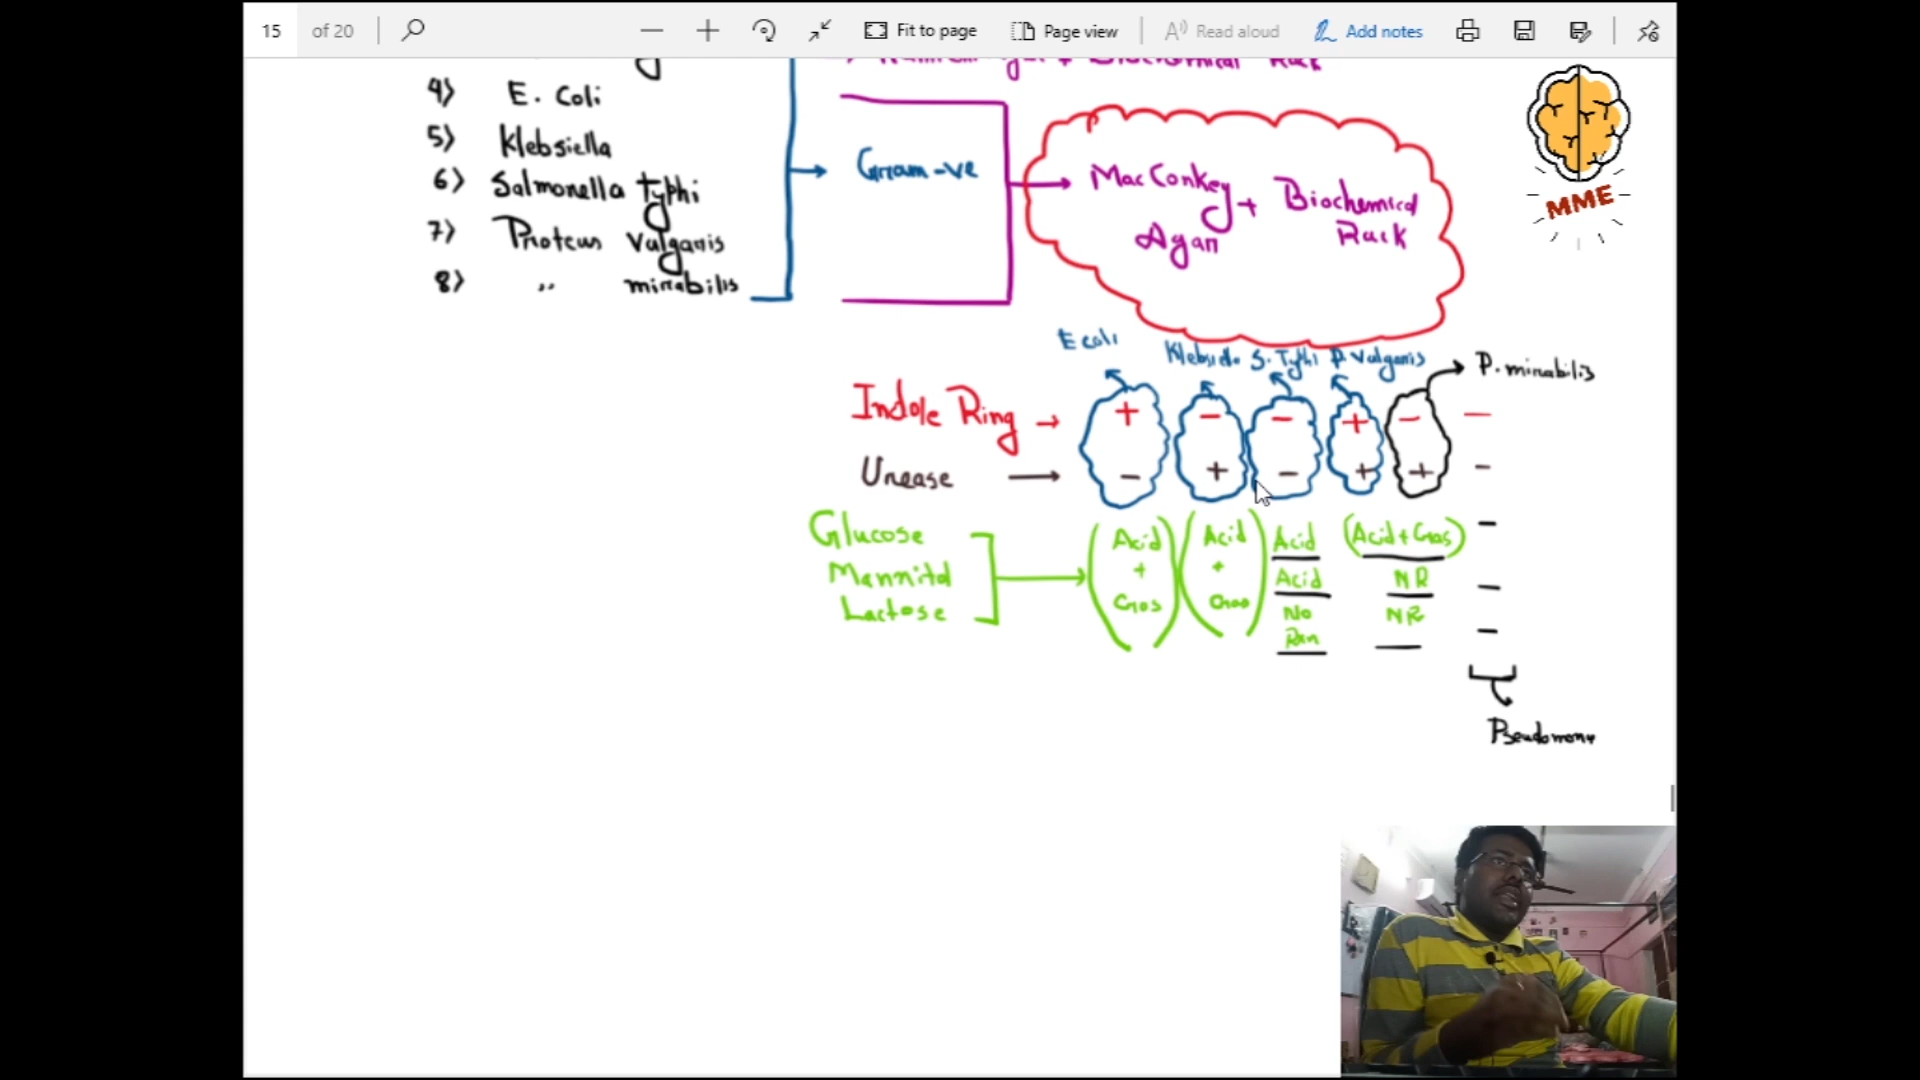 15 of 20 Fit to page Page view Read aloud Add notes
4) E. Coli
5) Klebsiella
6) Salmonella typhi
7) Proteus Vulgaris
8) ,, mirabilis
Gram -ve
MacConkey Agar + Biochemical Rack
MME
E coli Klebsiella S. Typhi P. Vulgaris P. mirabilis
Indole Ring → + - - + - -
Urease → - + - + + -
Glucose
Mannitol
Lactose
(Acid + Gas) (Acid + Gas) Acid (Acid + Gas) -
Acid NR -
No Rxn NR -